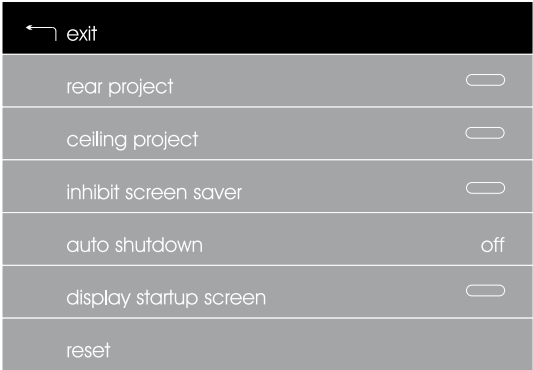 exit
rear project
ceiling project
inhibit screen saver
auto shutdown off
display startup screen
reset